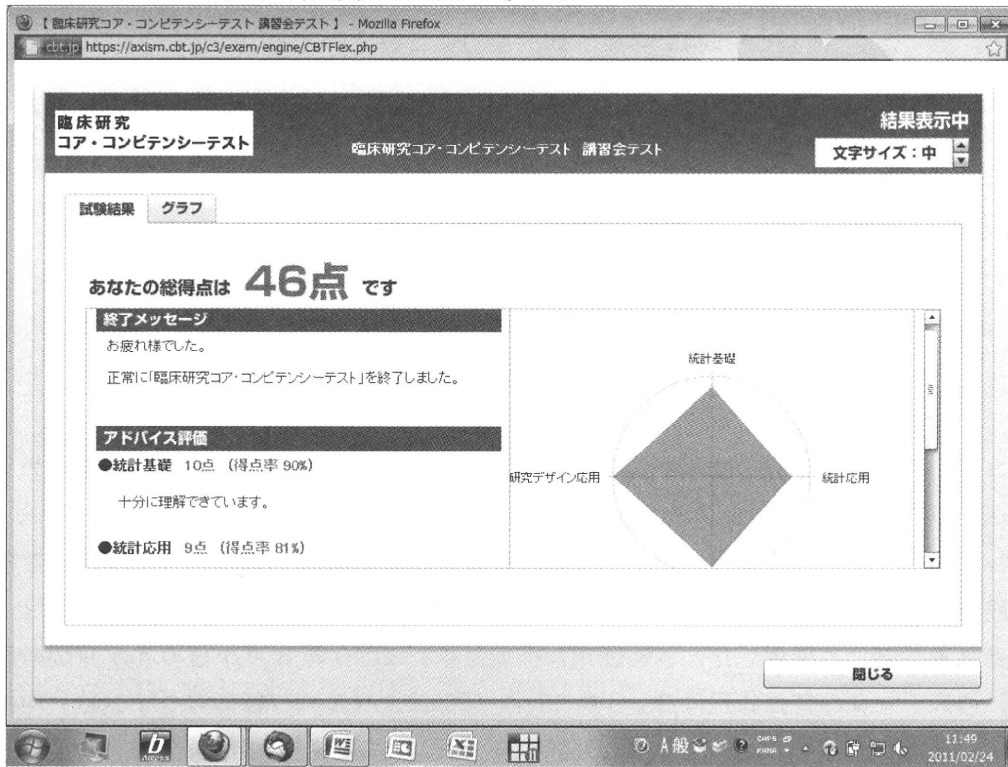 【臨床研究コア・コンピテンシーテスト 講習会テスト】 - Mozilla Firefox
cbt.jp https://axism.cbt.jp/c3/exam/engine/CBTFlex.php
臨床研究
コア・コンピテンシーテスト
臨床研究コア・コンピテンシーテスト 講習会テスト
結果表示中
文字サイズ:中
試験結果 グラフ
あなたの総得点は 46点 です
終了メッセージ
お疲れ様でした。
正常に「臨床研究コア・コンピテンシーテスト」を終了しました。
アドバイス評価
●統計基礎 10点 (得点率 90%)
十分に理解できています。
●統計応用 9点 (得点率 81%)
統計基礎
研究デザイン応用
統計応用
閉じる
A 般
CAPS
KANA
11:49
2011/02/24